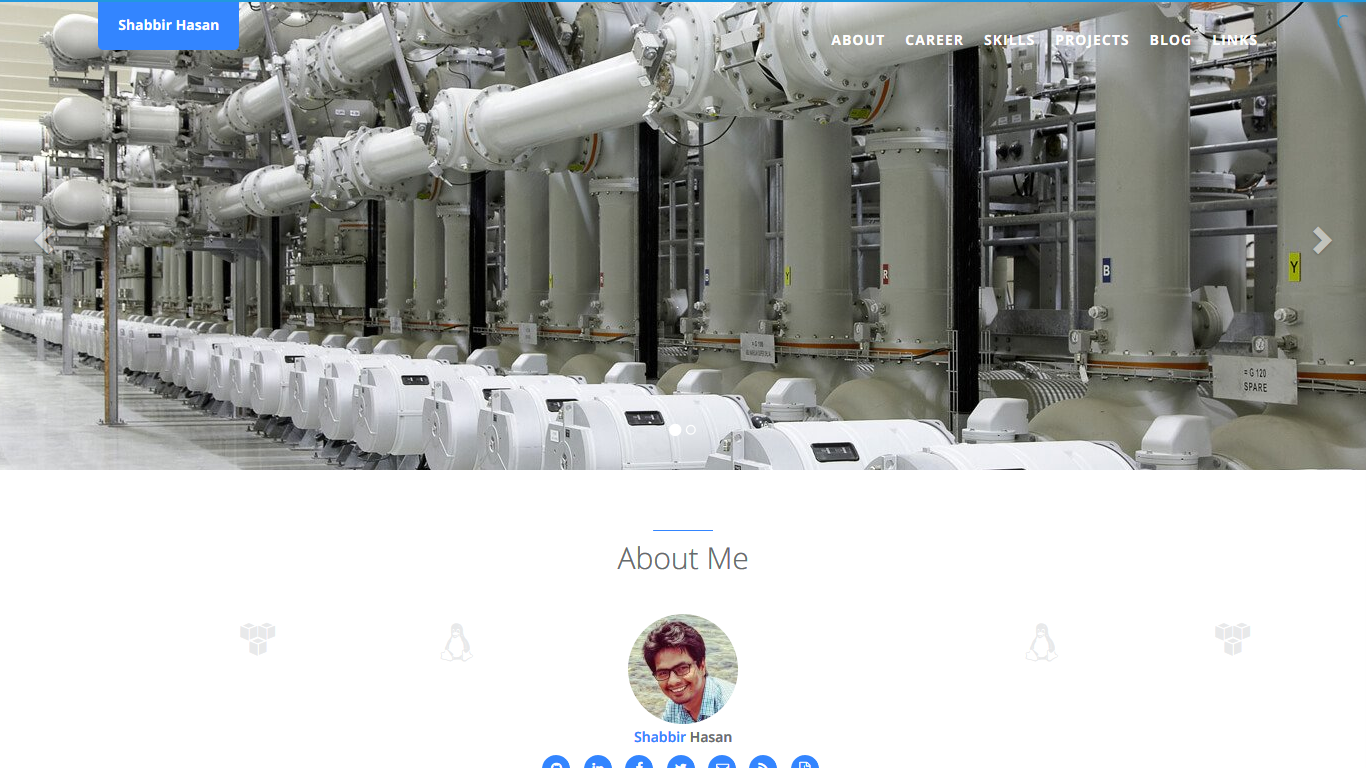 Shabbir Hasan
ABOUT CAREER SKILLS PROJECTS BLOG LINKS
B
Y
R
B
Y
= G 120
SPARE
About Me
Shabbir Hasan